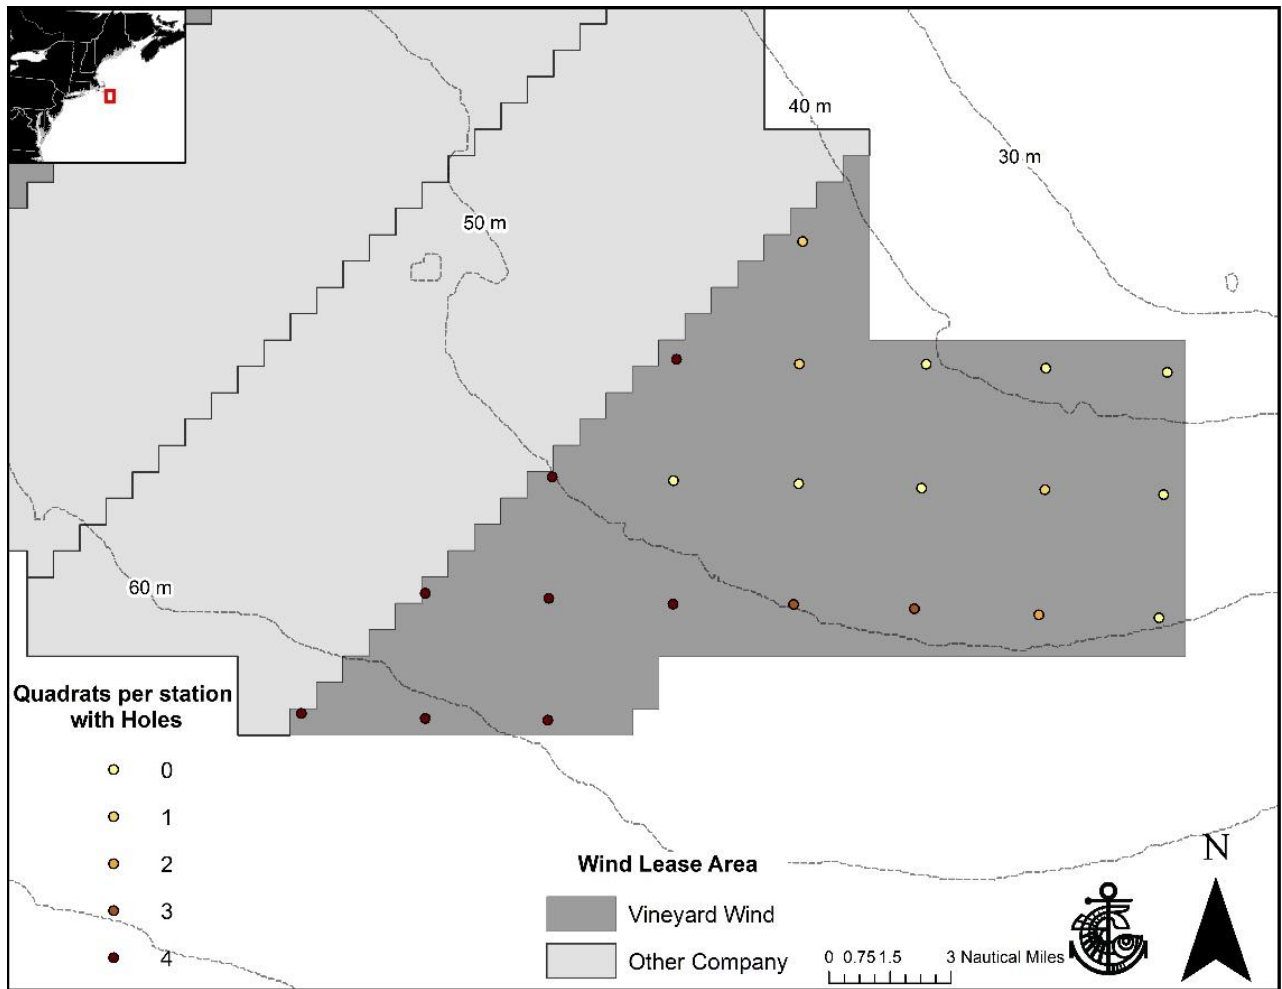 40 m
30 m
50 m
60 m
Quadrats per station
with Holes
0
1
2
3
4
Wind Lease Area
Vineyard Wind
Other Company
0 0.75 1.5 3 Nautical Miles
N